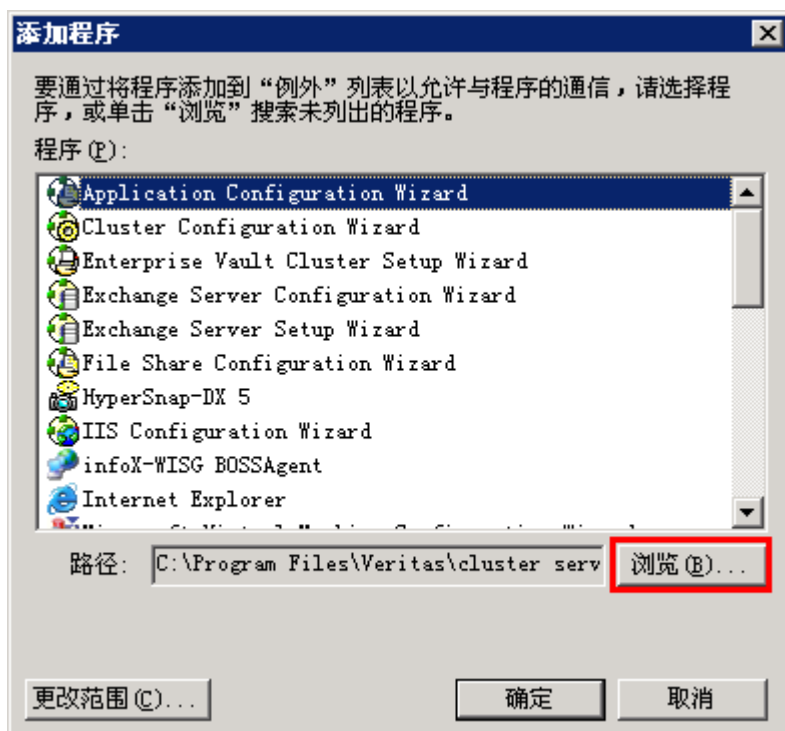 添加程序
要通过将程序添加到“例外”列表以允许与程序的通信，请选择程
序，或单击“浏览”搜索未列出的程序。
程序(P):
Application Configuration Wizard
Cluster Configuration Wizard
Enterprise Vault Cluster Setup Wizard
Exchange Server Configuration Wizard
Exchange Server Setup Wizard
File Share Configuration Wizard
HyperSnap-DX 5
IIS Configuration Wizard
infoX-WISG BOSSAgent
Internet Explorer
路径: C:\Program Files\Veritas\cluster serv 浏览(B)...
更改范围(C)... 确定 取消